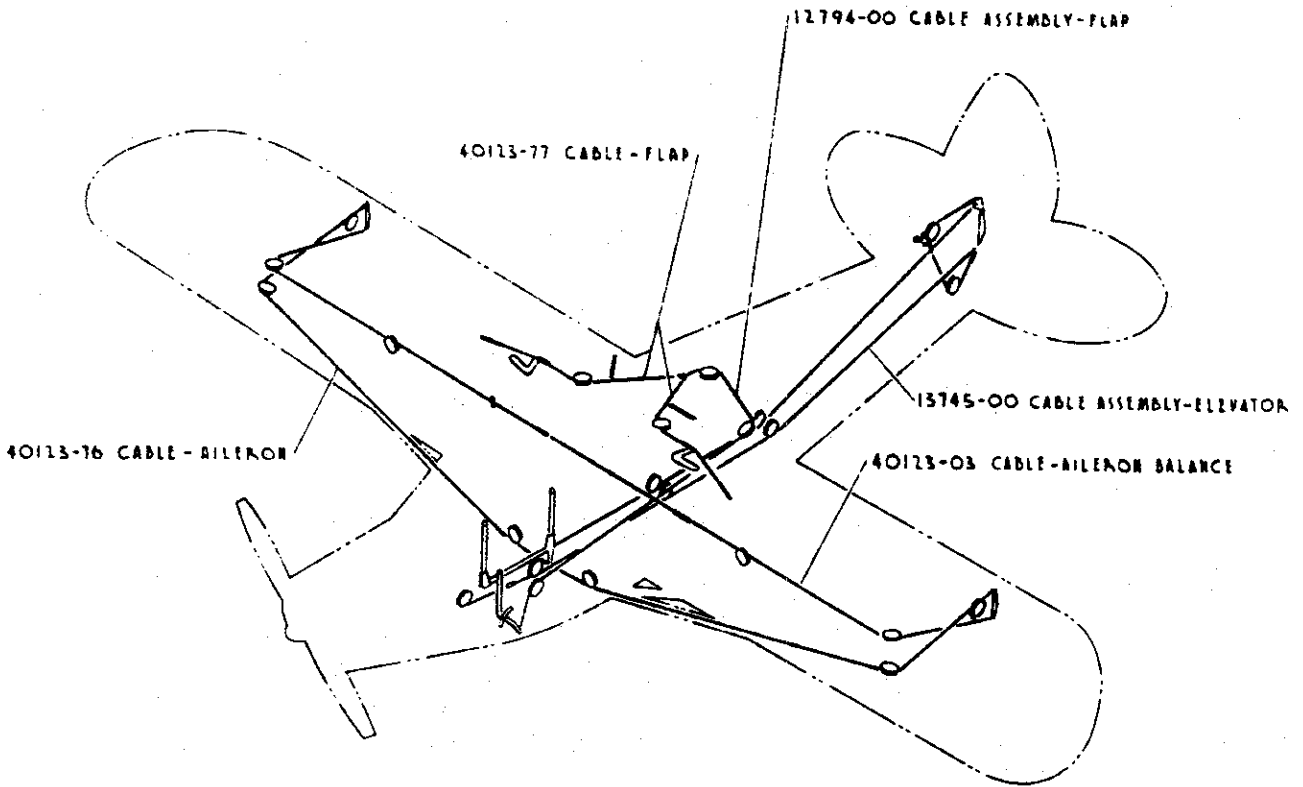 12794-00 CABLE ASSEMBLY-FLAP
40123-77 CABLE-FLAP
13745-00 CABLE ASSEMBLY-ELEVATOR
40123-76 CABLE-AILERON
40123-03 CABLE-AILERON BALANCE